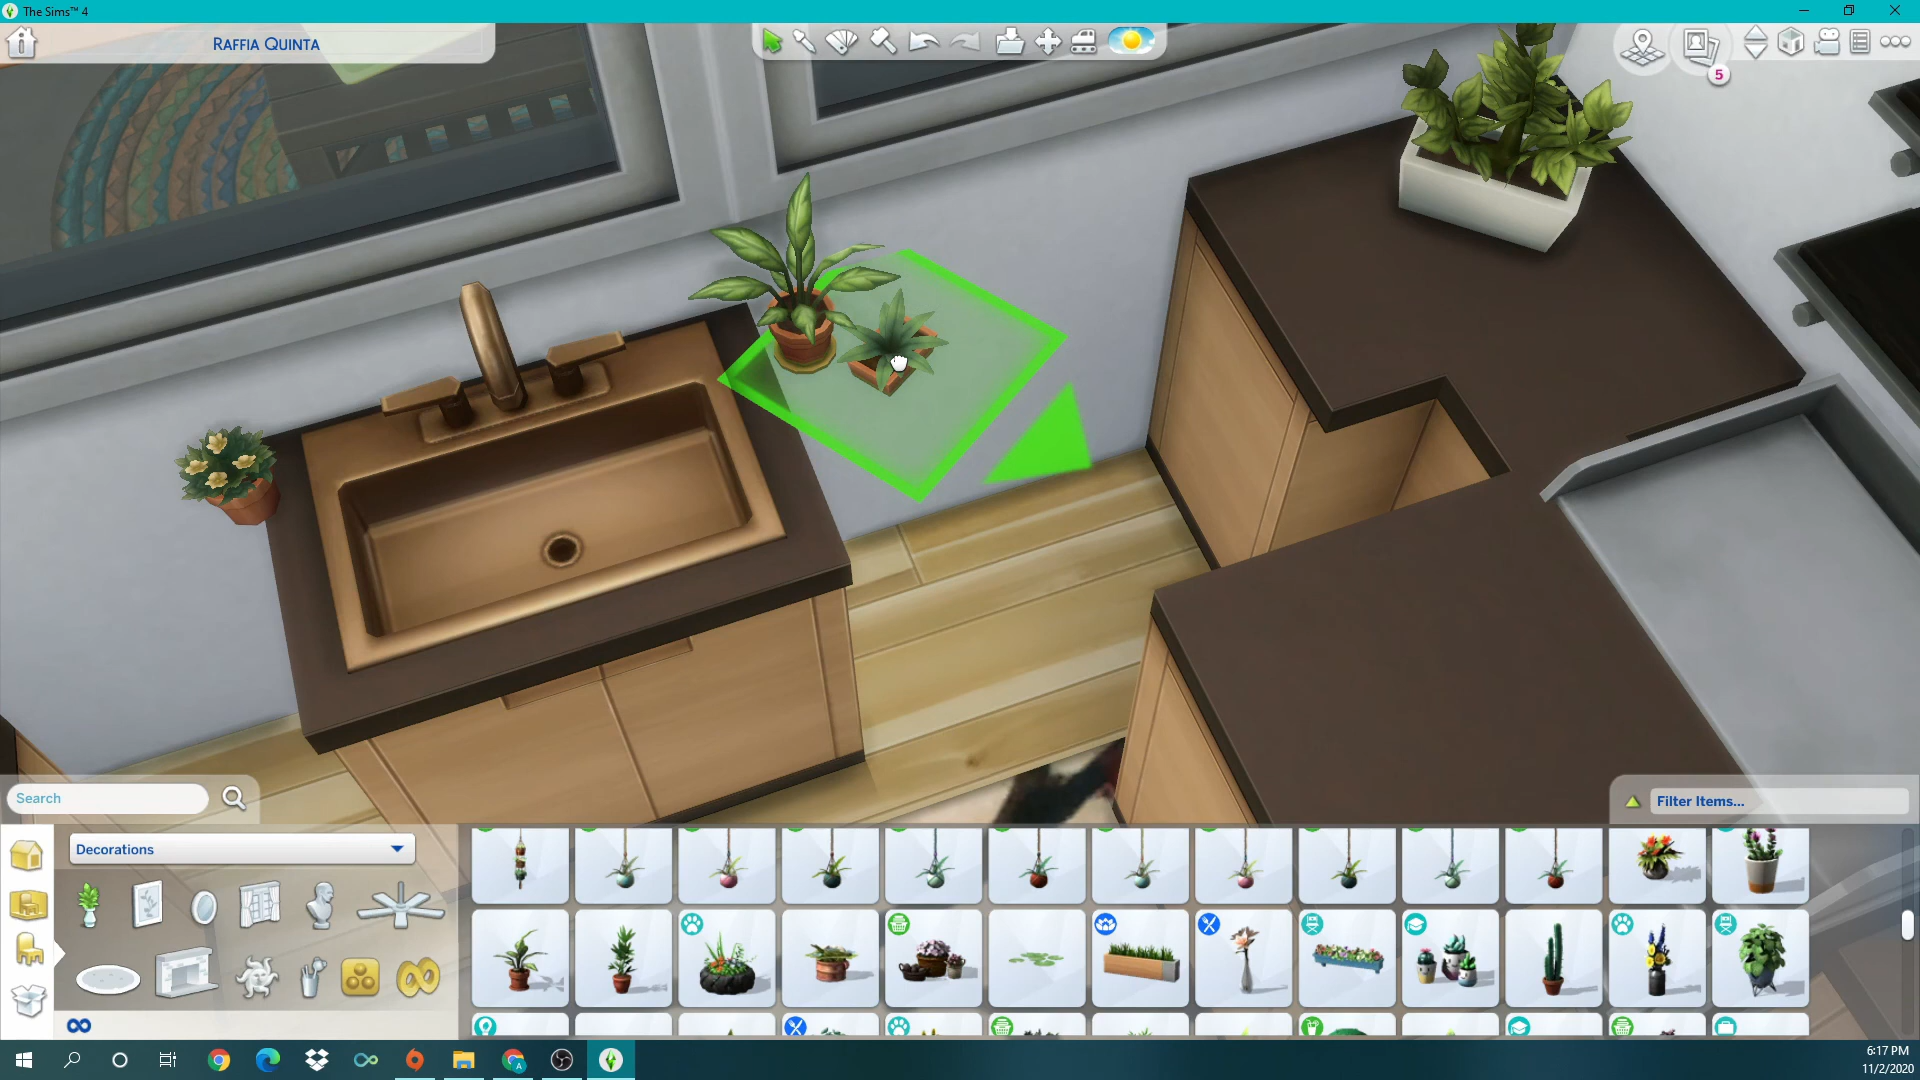 The Sims™ 4
RAFFIA QUINTA
5
Search
Filter Items...
Decorations
6:17 PM
11/2/2020